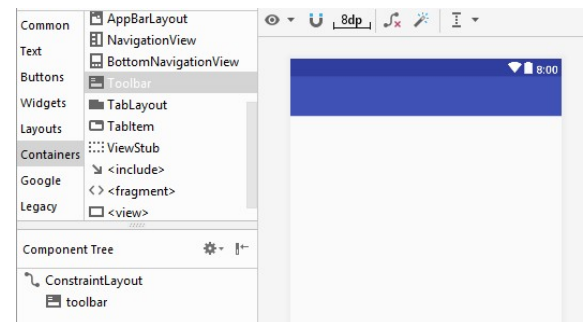 Common
Text
Buttons
Widgets
Layouts
Containers
Google
Legacy
AppBarLayout
NavigationView
BottomNavigationView
Toolbar
TabLayout
TabItem
ViewStub
<include>
<fragment>
<view>
8dp
8:00
Component Tree
ConstraintLayout
toolbar